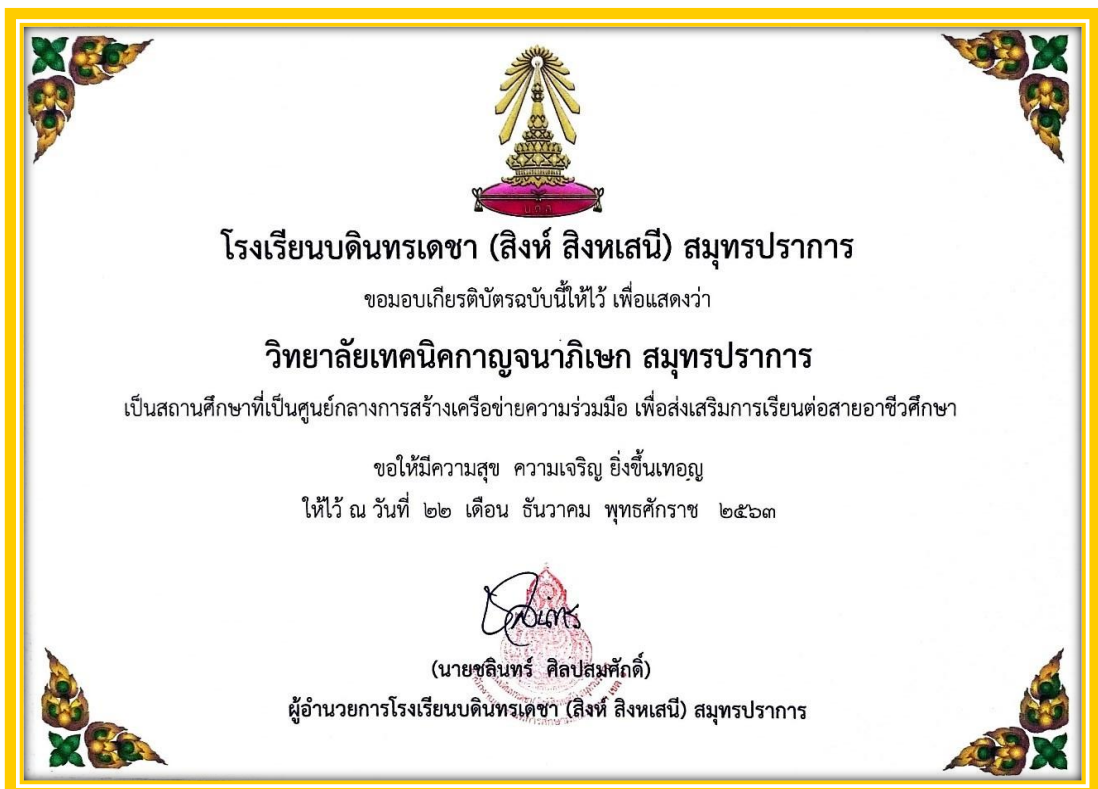 บ.ด.ส.
โรงเรียนบดินทรเดชา (สิงห์ สิงหเสนี) สมุทรปราการ
ขอมอบเกียรติบัตรฉบับนี้ให้ไว้ เพื่อแสดงว่า
วิทยาลัยเทคนิคกาญจนาภิเษก สมุทรปราการ
เป็นสถานศึกษาที่เป็นศูนย์กลางการสร้างเครือข่ายความร่วมมือ เพื่อส่งเสริมการเรียนต่อสายอาชีวศึกษา
ขอให้มีความสุข ความเจริญ ยิ่งขึ้นเทอญ
ให้ไว้ ณ วันที่ ๒๒ เดือน ธันวาคม พุทธศักราช ๒๕๖๓
(นายชลินทร์ ศิลปสมศักดิ์)
ผู้อำนวยการโรงเรียนบดินทรเดชา (สิงห์ สิงหเสนี) สมุทรปราการ